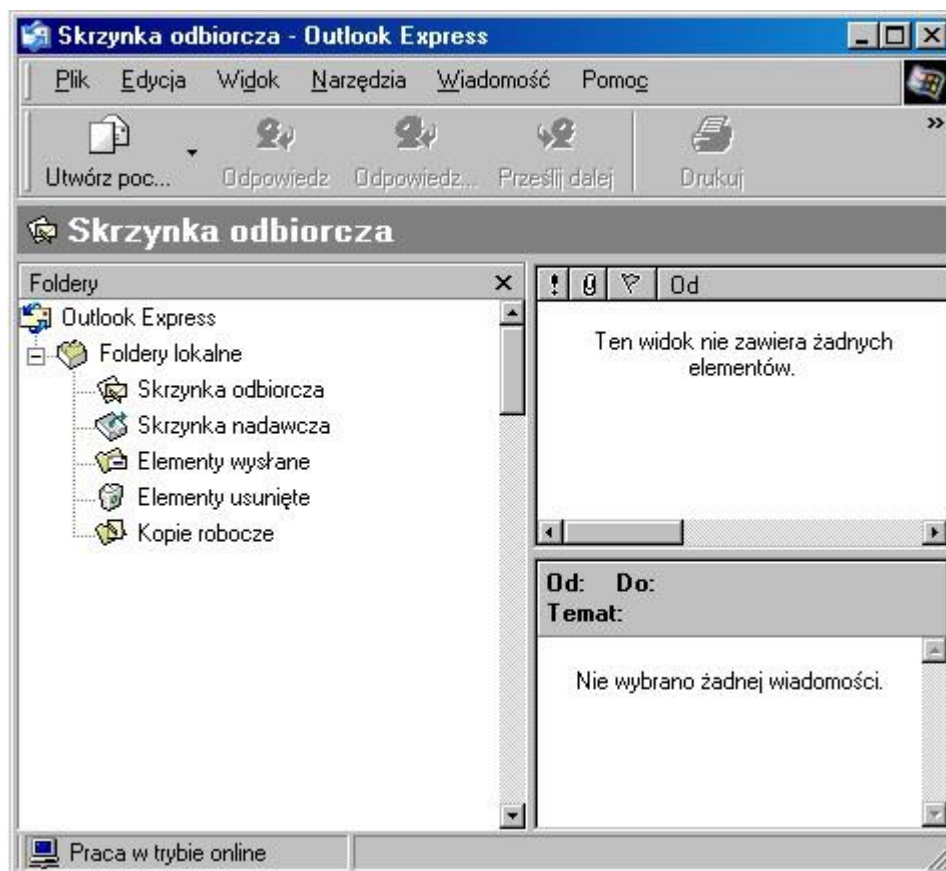 Skrzynka odbiorcza - Outlook Express
Plik Edycja Widok Narzędzia Wiadomość Pomoc
Utwórz poc... Odpowiedz Odpowiedz... Prześlij dalej Drukuj
Skrzynka odbiorcza
Foldery
Outlook Express
Foldery lokalne
Skrzynka odbiorcza
Skrzynka nadawcza
Elementy wysłane
Elementy usunięte
Kopie robocze
Od
Ten widok nie zawiera żadnych
elementów.
Od: Do:
Temat:
Nie wybrano żadnej wiadomości.
Praca w trybie online